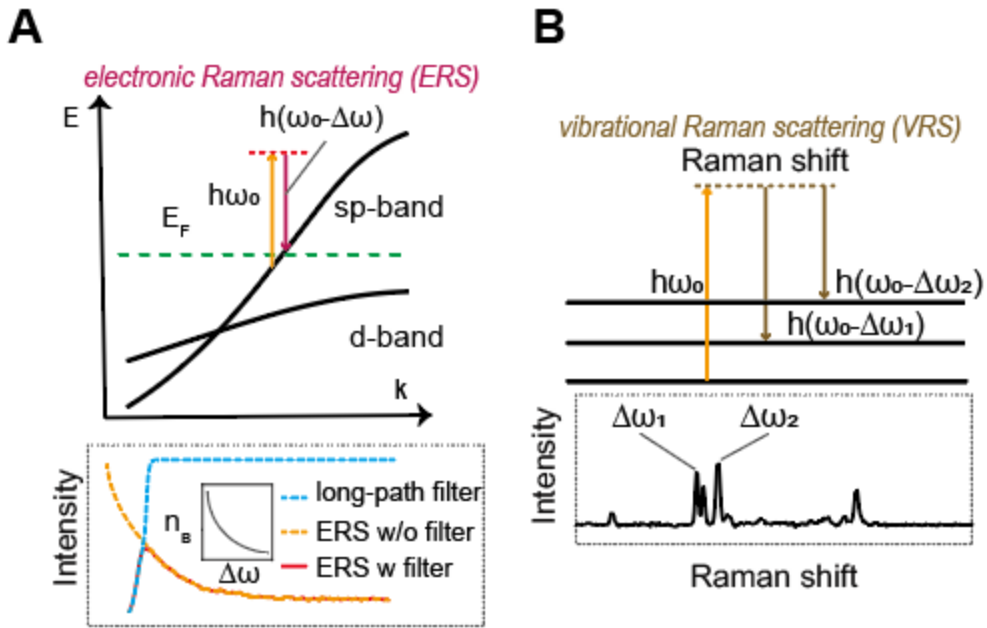 A
electronic Raman scattering (ERS)
E
h(ω₀-Δω)
hω₀
sp-band
E_F
d-band
k
Intensity
long-path filter
n_B
ERS w/o filter
Δω
ERS w filter
B
vibrational Raman scattering (VRS)
Raman shift
hω₀
h(ω₀-Δω₂)
h(ω₀-Δω₁)
Intensity
Δω₁
Δω₂
Raman shift